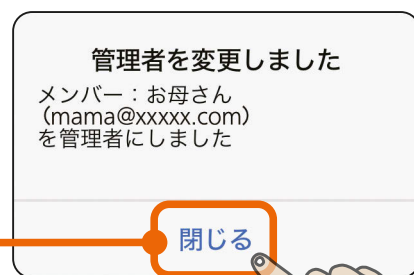 管理者を変更しました
メンバー：お母さん
（mama@xxxxx.com）
を管理者にしました
閉じる